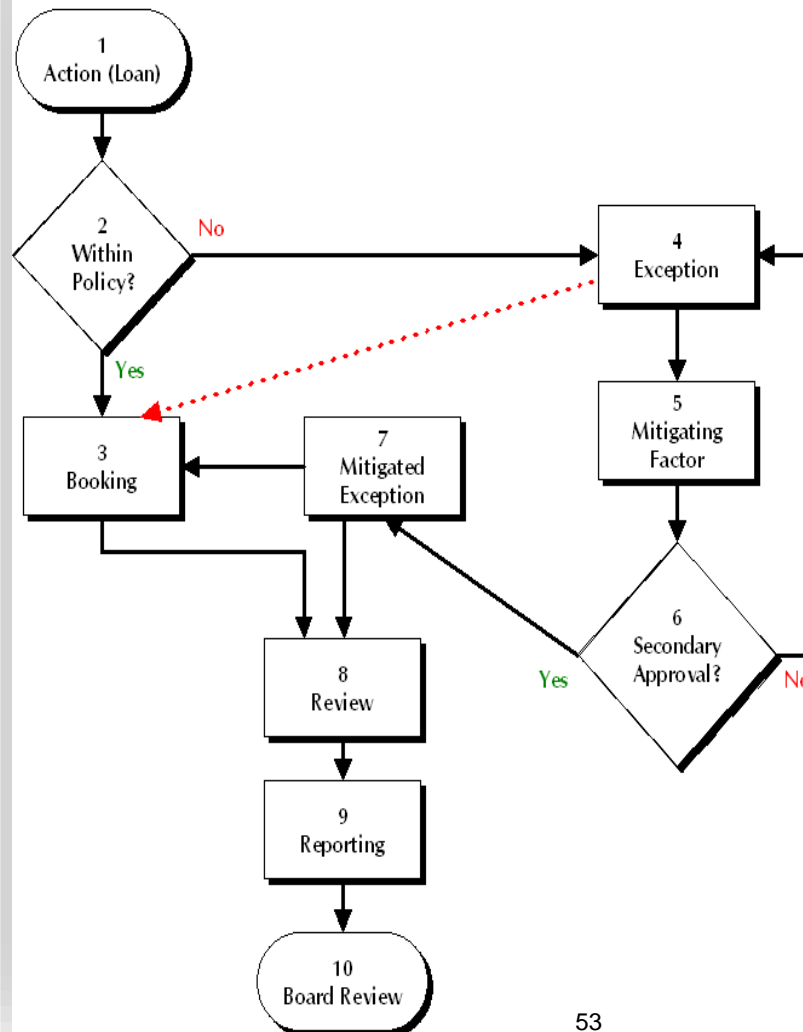 1
Action (Loan)
2
Within
Policy?
No
Yes
3
Booking
4
Exception
5
Mitigating
Factor
6
Secondary
Approval?
Yes
7
Mitigated
Exception
8
Review
9
Reporting
10
Board Review
53